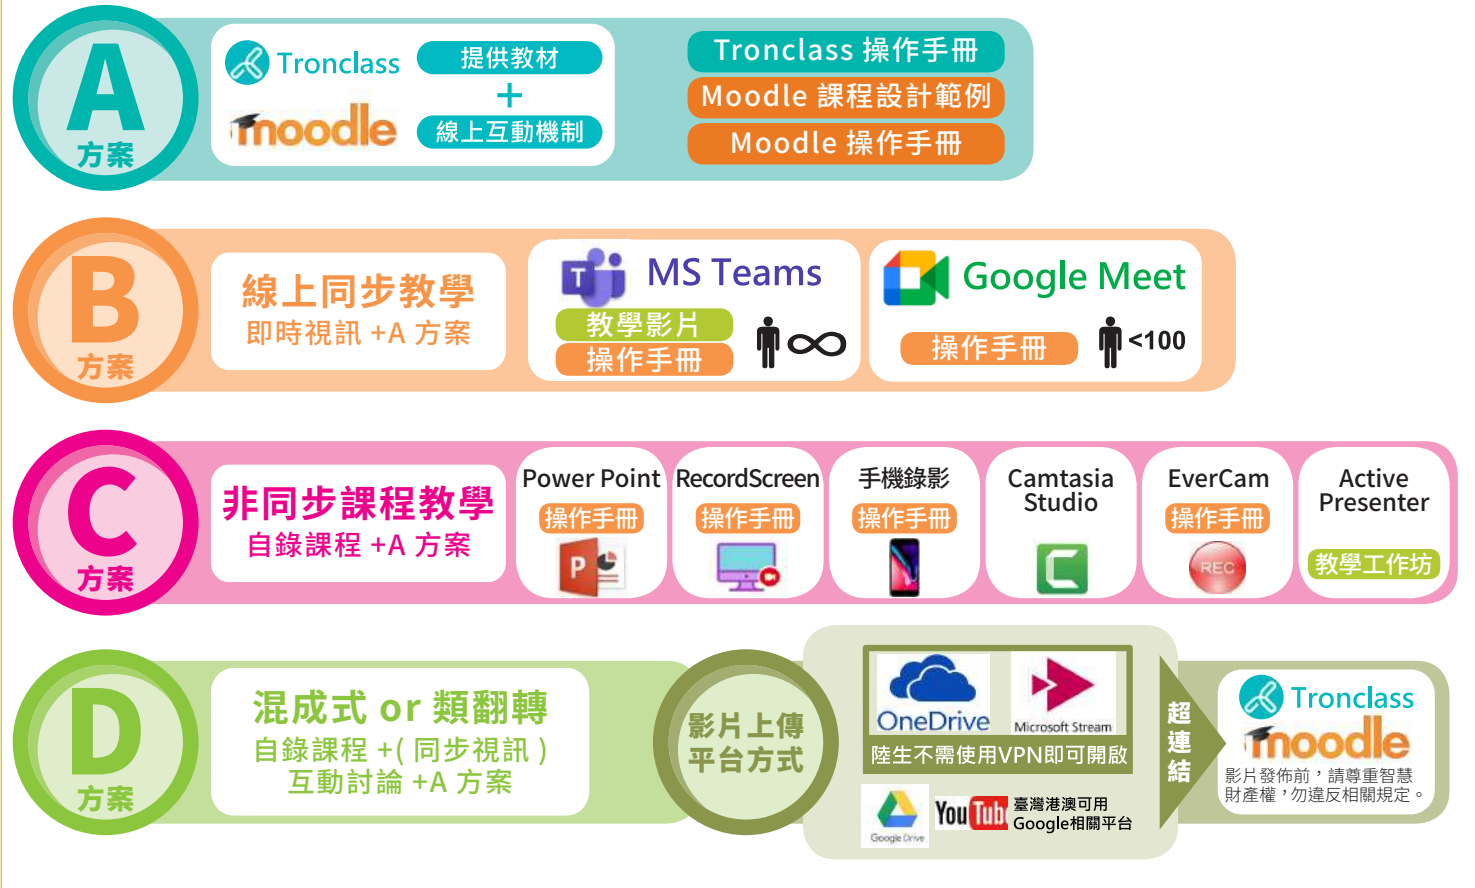 A
方案
Tronclass
moodle
提供教材
+
線上互動機制
Tronclass 操作手冊
Moodle 課程設計範例
Moodle 操作手冊
B
方案
線上同步教學
即時視訊 +A 方案
T
MS Teams
教學影片
操作手冊
∞
Google Meet
操作手冊
<100
C
方案
非同步課程教學
自錄課程 +A 方案
Power Point
操作手冊
P
RecordScreen
操作手冊
手機錄影
操作手冊
Camtasia
Studio
C
EverCam
操作手冊
REC
Active
Presenter
教學工作坊
D
方案
混成式 or 類翻轉
自錄課程 +( 同步視訊 )
互動討論 +A 方案
影片上傳
平台方式
OneDrive
Microsoft Stream
陸生不需使用VPN即可開啟
Google Drive
YouTube
臺灣港澳可用
Google相關平台
超連結
Tronclass
moodle
影片發佈前，請尊重智慧
財產權，勿違反相關規定。